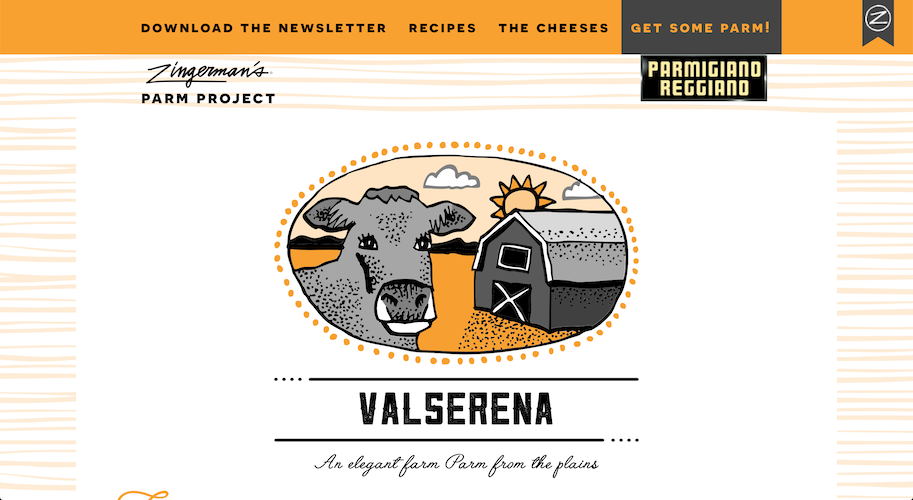 DOWNLOAD THE NEWSLETTER RECIPES THE CHEESES GET SOME PARM!
Z
Zingerman's
PARM PROJECT
PARMIGIANO
REGGIANO
VALSERENA
An elegant farm Parm from the plains